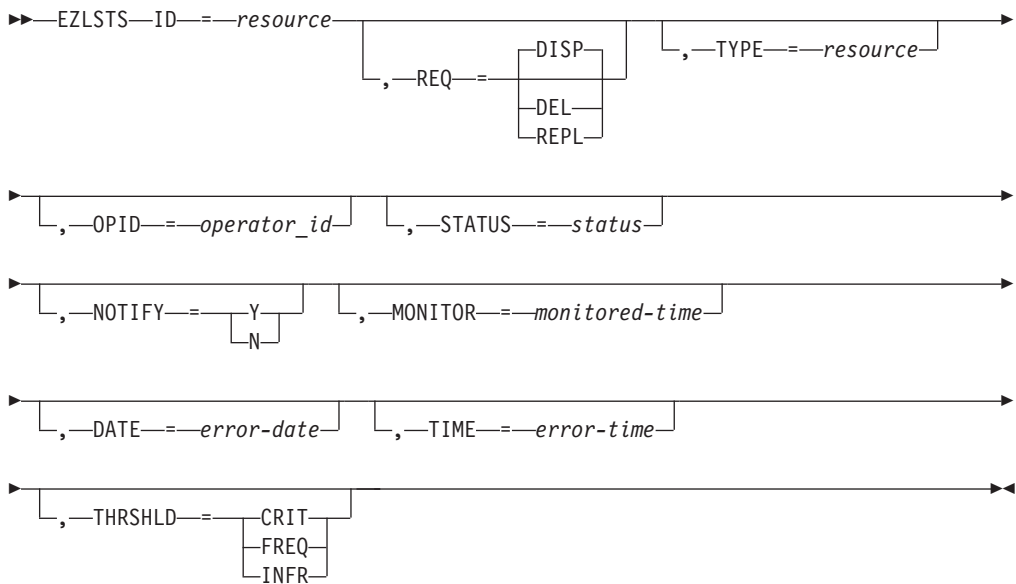 EZLSTS ID = resource
, REQ = DISP , TYPE = resource
DEL
REPL
, OPID = operator_id , STATUS = status
, NOTIFY = Y , MONITOR = monitored-time
N
, DATE = error-date , TIME = error-time
, THRSHLD = CRIT
FREQ
INFR